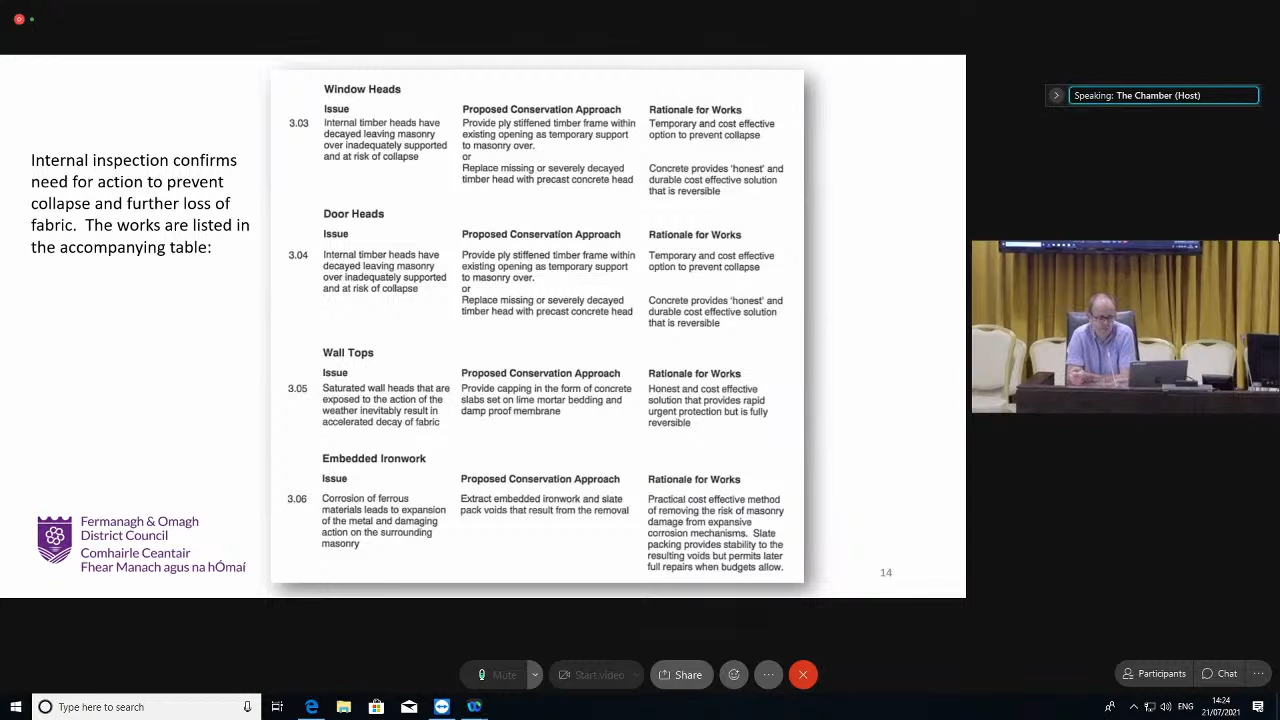 Speaking: The Chamber (Host)
Internal inspection confirms
need for action to prevent
collapse and further loss of
fabric. The works are listed in
the accompanying table:
Window Heads
Issue Proposed Conservation Approach Rationale for Works
3.03 Internal timber heads have Provide ply stiffened timber frame within Temporary and cost effective
decayed leaving masonry existing opening as temporary support option to prevent collapse
over inadequately supported to masonry over.
and at risk of collapse or
Replace missing or severely decayed Concrete provides 'honest' and
timber head with precast concrete head durable cost effective solution
that is reversible
Door Heads
Issue Proposed Conservation Approach Rationale for Works
3.04 Internal timber heads have Provide ply stiffened timber frame within Temporary and cost effective
decayed leaving masonry existing opening as temporary support option to prevent collapse
over inadequately supported to masonry over.
and at risk of collapse or
Replace missing or severely decayed Concrete provides 'honest' and
timber head with precast concrete head durable cost effective solution
that is reversible
Wall Tops
Issue Proposed Conservation Approach Rationale for Works
3.05 Saturated wall heads that are Provide capping in the form of concrete Honest and cost effective
exposed to the action of the slabs set on lime mortar bedding and solution that provides rapid
weather inevitably result in damp proof membrane urgent protection but is fully
accelerated decay of fabric reversible
Embedded Ironwork
Issue Proposed Conservation Approach Rationale for Works
3.06 Corrosion of ferrous Extract embedded ironwork and slate Practical cost effective method
materials leads to expansion pack voids that result from the removal of removing the risk of masonry
of the metal and damaging damage from expansive
action on the surrounding corrosion mechanisms. Slate
masonry packing provides stability to the
resulting voids but permits later
full repairs when budgets allow.
Fermanagh & Omagh
District Council
Comhairle Ceantair
Fhear Manach agus na hÓmaí
14
Mute
Start video
Share
Participants
Chat
Type here to search
14:24
21/07/2021